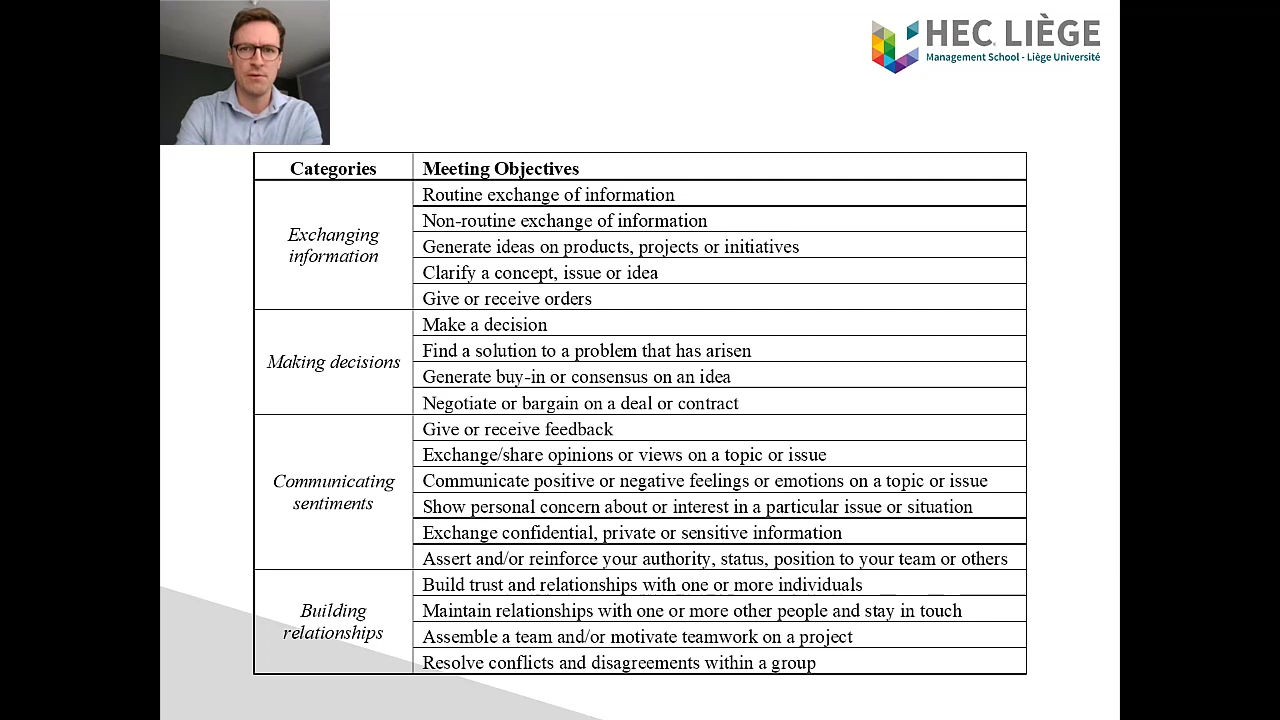 HEC LIÈGE
Management School - Liège Université
Categories
Meeting Objectives
Exchanging
information
Routine exchange of information
Non-routine exchange of information
Generate ideas on products, projects or initiatives
Clarify a concept, issue or idea
Give or receive orders
Making decisions
Make a decision
Find a solution to a problem that has arisen
Generate buy-in or consensus on an idea
Negotiate or bargain on a deal or contract
Communicating
sentiments
Give or receive feedback
Exchange/share opinions or views on a topic or issue
Communicate positive or negative feelings or emotions on a topic or issue
Show personal concern about or interest in a particular issue or situation
Exchange confidential, private or sensitive information
Assert and/or reinforce your authority, status, position to your team or others
Building
relationships
Build trust and relationships with one or more individuals
Maintain relationships with one or more other people and stay in touch
Assemble a team and/or motivate teamwork on a project
Resolve conflicts and disagreements within a group